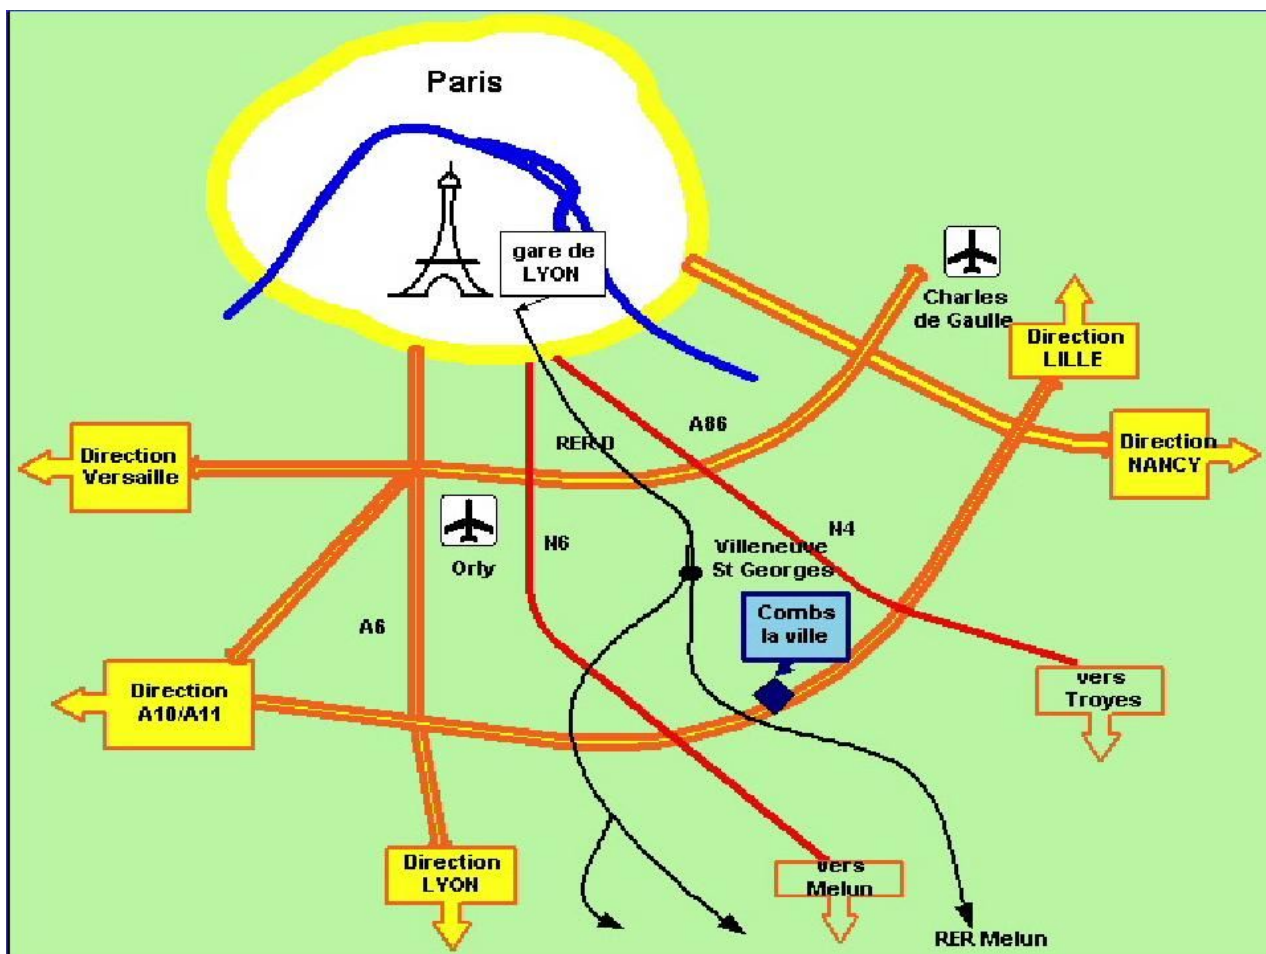 Paris
gare de
LYON
Charles
de Gaulle
Direction
LILLE
A86
RER D
Direction
Versaille
Direction
NANCY
Orly
N6
N4
Villeneuve
St Georges
Combs
la ville
A6
Direction
A10/A11
vers
Troyes
Direction
LYON
vers
Melun
RER Melun